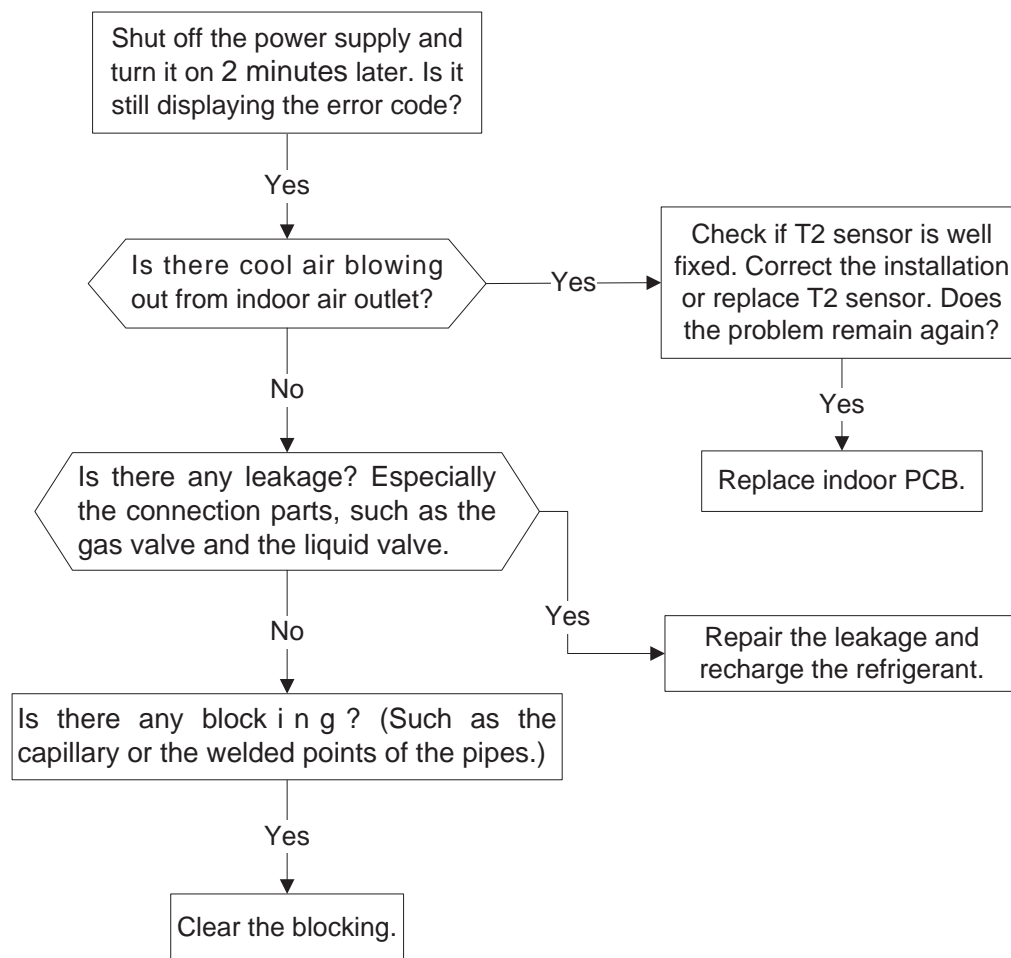 Shut off the power supply and
turn it on 2 minutes later. Is it
still displaying the error code?
Yes
Is there cool air blowing
out from indoor air outlet?
Yes
Check if T2 sensor is well
fixed. Correct the installation
or replace T2 sensor. Does
the problem remain again?
Yes
Replace indoor PCB.
No
Is there any leakage? Especially
the connection parts, such as the
gas valve and the liquid valve.
Yes
Repair the leakage and
recharge the refrigerant.
No
Is there any blocking? (Such as the
capillary or the welded points of the pipes.)
Yes
Clear the blocking.